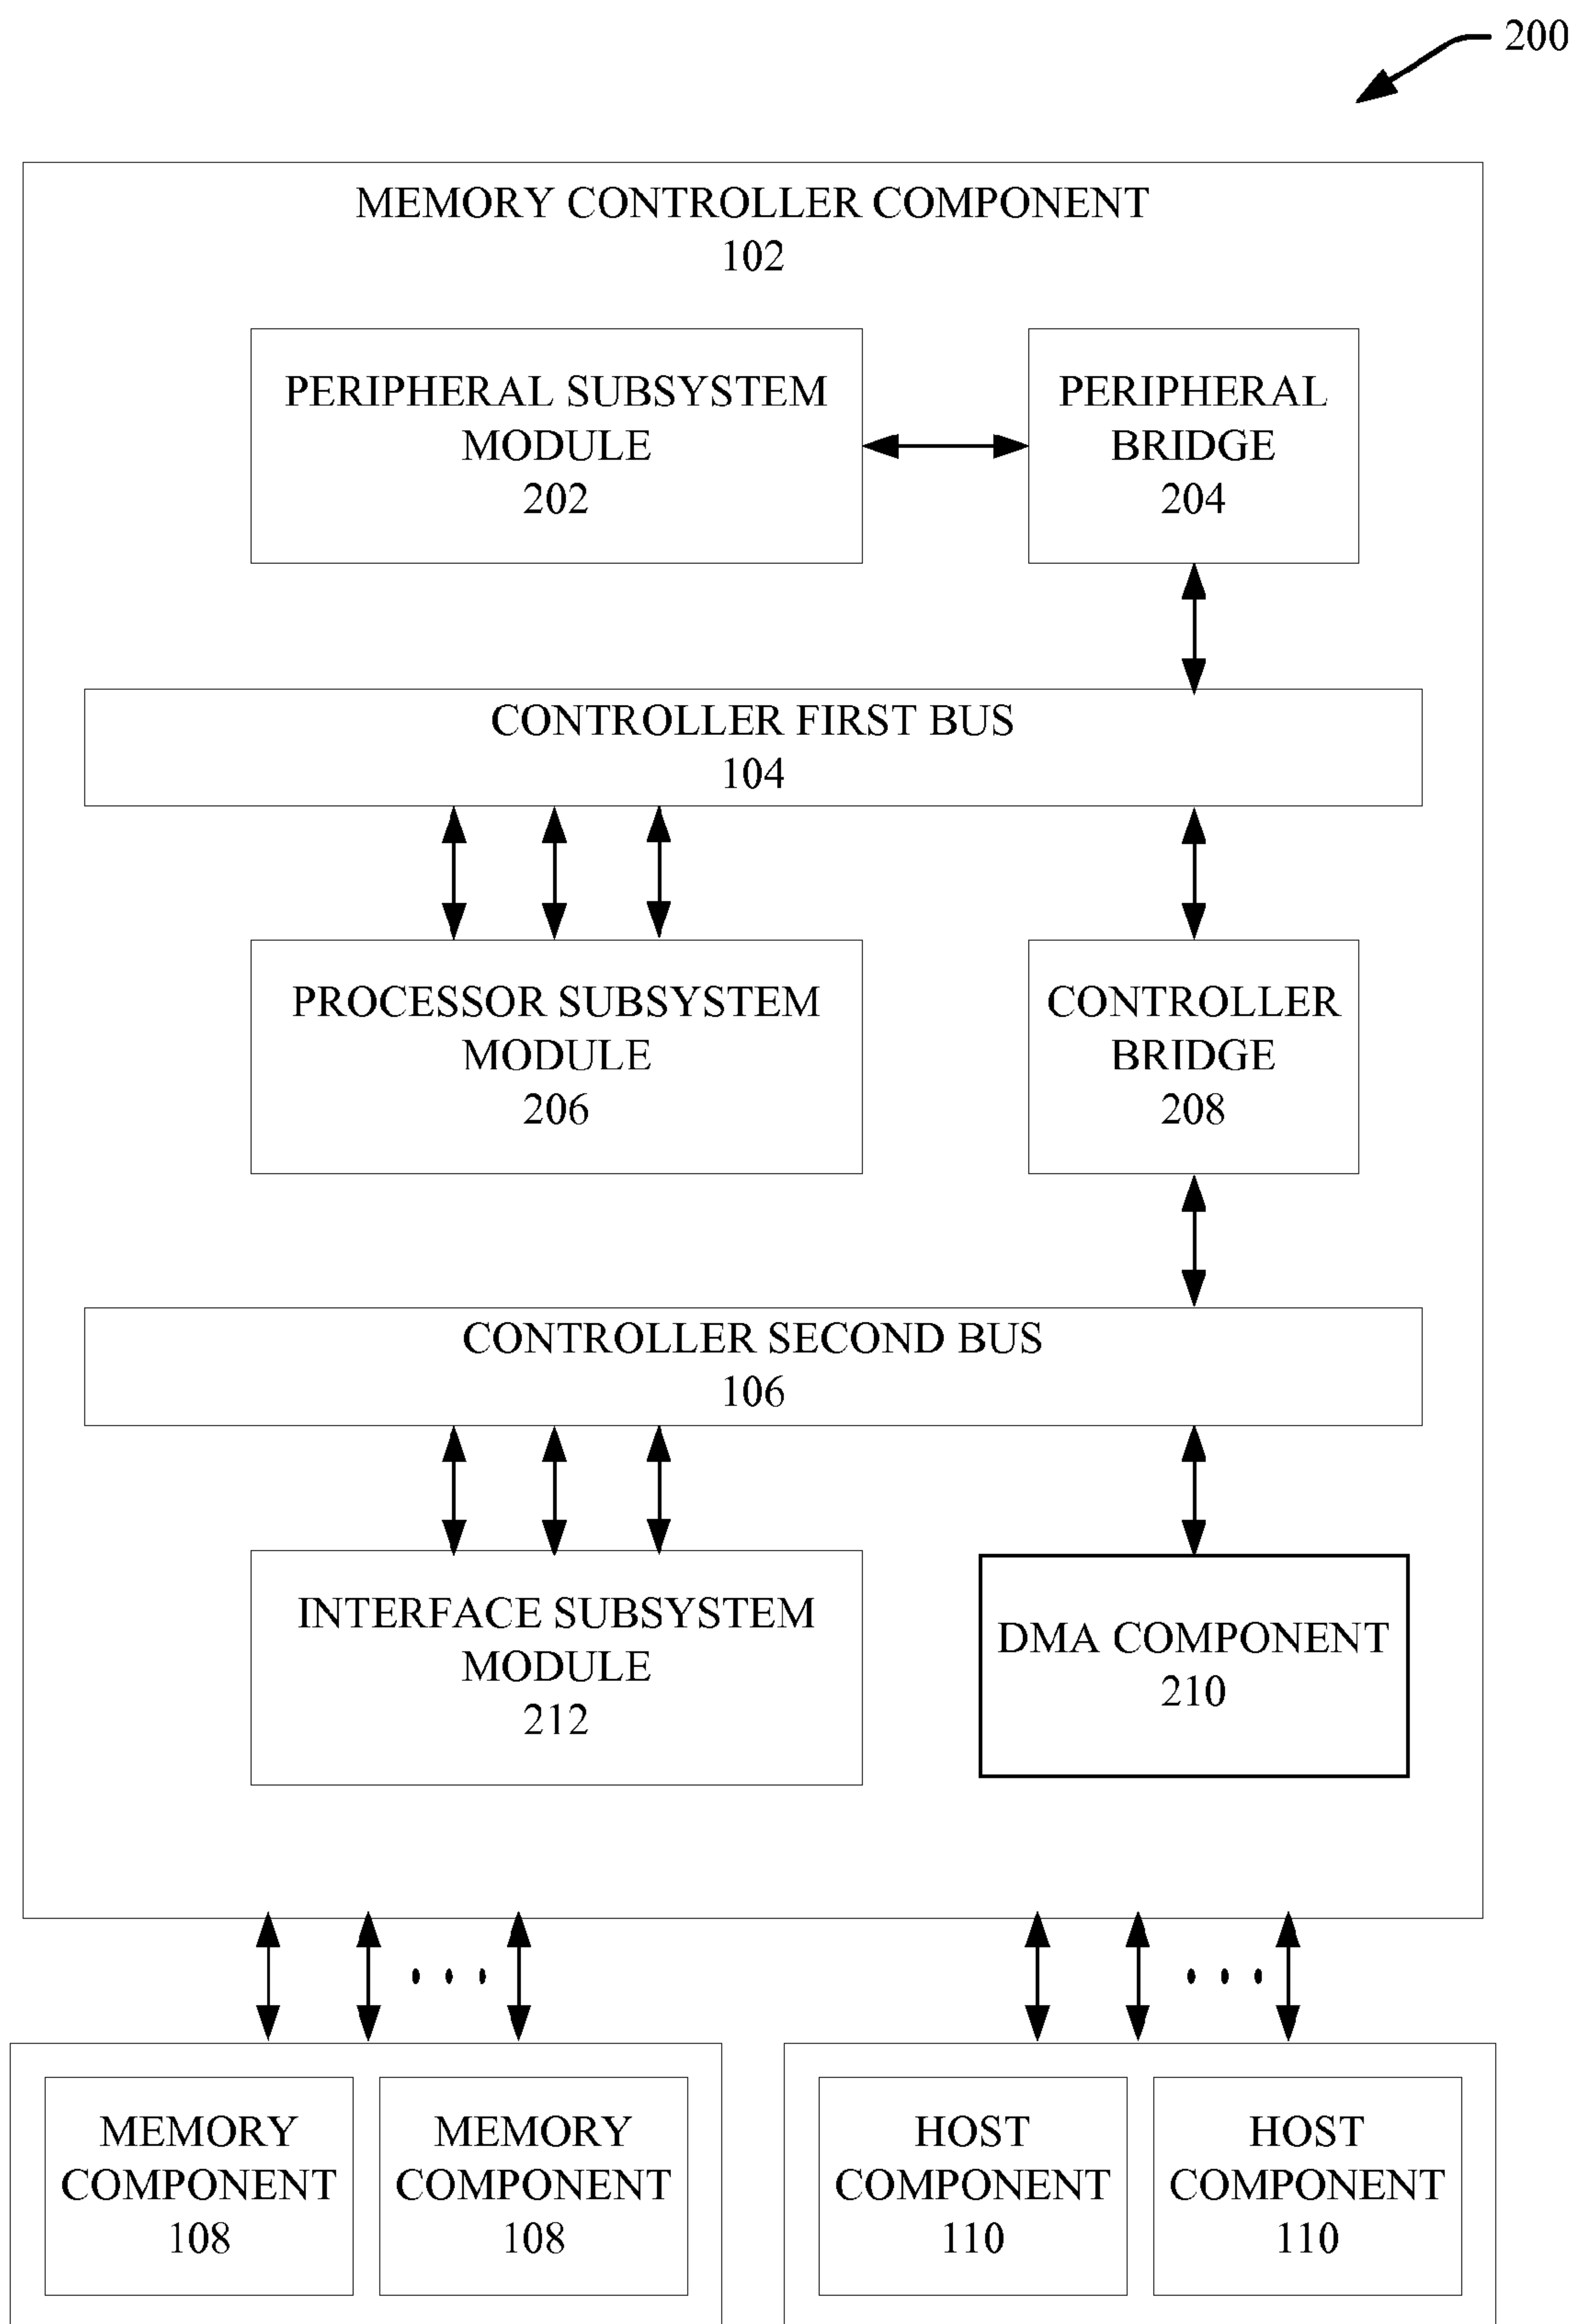 200
MEMORY CONTROLLER COMPONENT
102
PERIPHERAL SUBSYSTEM
MODULE
202
PERIPHERAL
BRIDGE
204
CONTROLLER FIRST BUS
104
PROCESSOR SUBSYSTEM
MODULE
206
CONTROLLER
BRIDGE
208
CONTROLLER SECOND BUS
106
INTERFACE SUBSYSTEM
MODULE
212
DMA COMPONENT
210
MEMORY
COMPONENT
108
MEMORY
COMPONENT
108
HOST
COMPONENT
110
HOST
COMPONENT
110